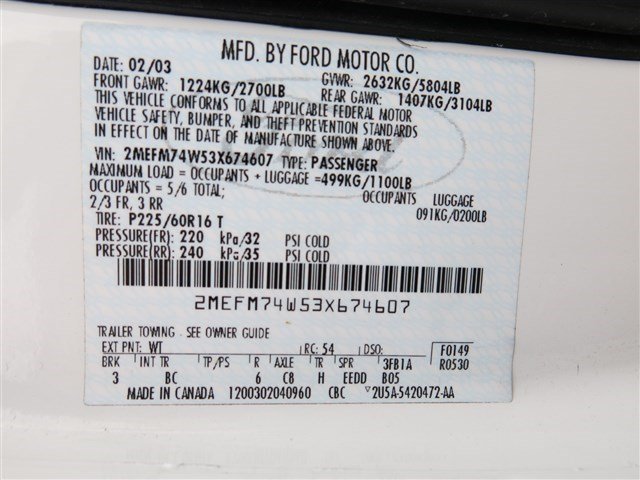 MFD. BY FORD MOTOR CO.
DATE: 02/03 GVWR: 2632KG/5804LB
FRONT GAWR: 1224KG/2700LB REAR GAWR: 1407KG/3104LB
THIS VEHICLE CONFORMS TO ALL APPLICABLE FEDERAL MOTOR
VEHICLE SAFETY, BUMPER, AND THEFT PREVENTION STANDARDS
IN EFFECT ON THE DATE OF MANUFACTURE SHOWN ABOVE.
VIN: 2MEFM74W53X674607 TYPE: PASSENGER
MAXIMUM LOAD = OCCUPANTS + LUGGAGE =499KG/1100LB
OCCUPANTS = 5/6 TOTAL; OCCUPANTS LUGGAGE
2/3 FR, 3 RR 091KG/0200LB
TIRE: P225/60R16 T
PRESSURE(FR): 220 kPa/32 PSI COLD
PRESSURE(RR): 240 kPa/35 PSI COLD
2MEFM74W53X674607
TRAILER TOWING - SEE OWNER GUIDE
EXT PNT: WT RC: 54 DSO: F0149
BRK INT TR TP/PS R AXLE TR SPR 3FB1A R0530
3 BC 6 C8 H EEDD B05
MADE IN CANADA 1200302040960 CBC 2U5A-5420472-AA